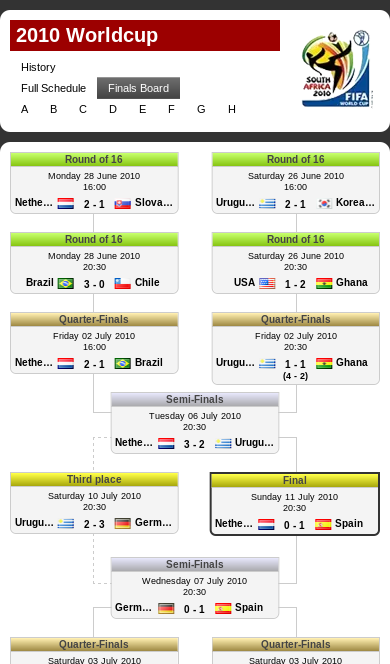 2010 Worldcup
SOUTH AFRICA
2010
FIFA
WORLD CUP
History
Full Schedule Finals Board
A B C D E F G H
Round of 16
Monday 28 June 2010
16:00
Nethe... 2 - 1 Slova...
Round of 16
Saturday 26 June 2010
16:00
Urugu... 2 - 1 Korea...
Round of 16
Monday 28 June 2010
20:30
Brazil 3 - 0 Chile
Round of 16
Saturday 26 June 2010
20:30
USA 1 - 2 Ghana
Quarter-Finals
Friday 02 July 2010
16:00
Nethe... 2 - 1 Brazil
Quarter-Finals
Friday 02 July 2010
20:30
Urugu... 1 - 1 Ghana
(4 - 2)
Semi-Finals
Tuesday 06 July 2010
20:30
Nethe... 3 - 2 Urugu...
Third place
Saturday 10 July 2010
20:30
Urugu... 2 - 3 Germ...
Final
Sunday 11 July 2010
20:30
Nethe... 0 - 1 Spain
Semi-Finals
Wednesday 07 July 2010
20:30
Germ... 0 - 1 Spain
Quarter-Finals
Saturday 03 July 2010
Quarter-Finals
Saturday 03 July 2010